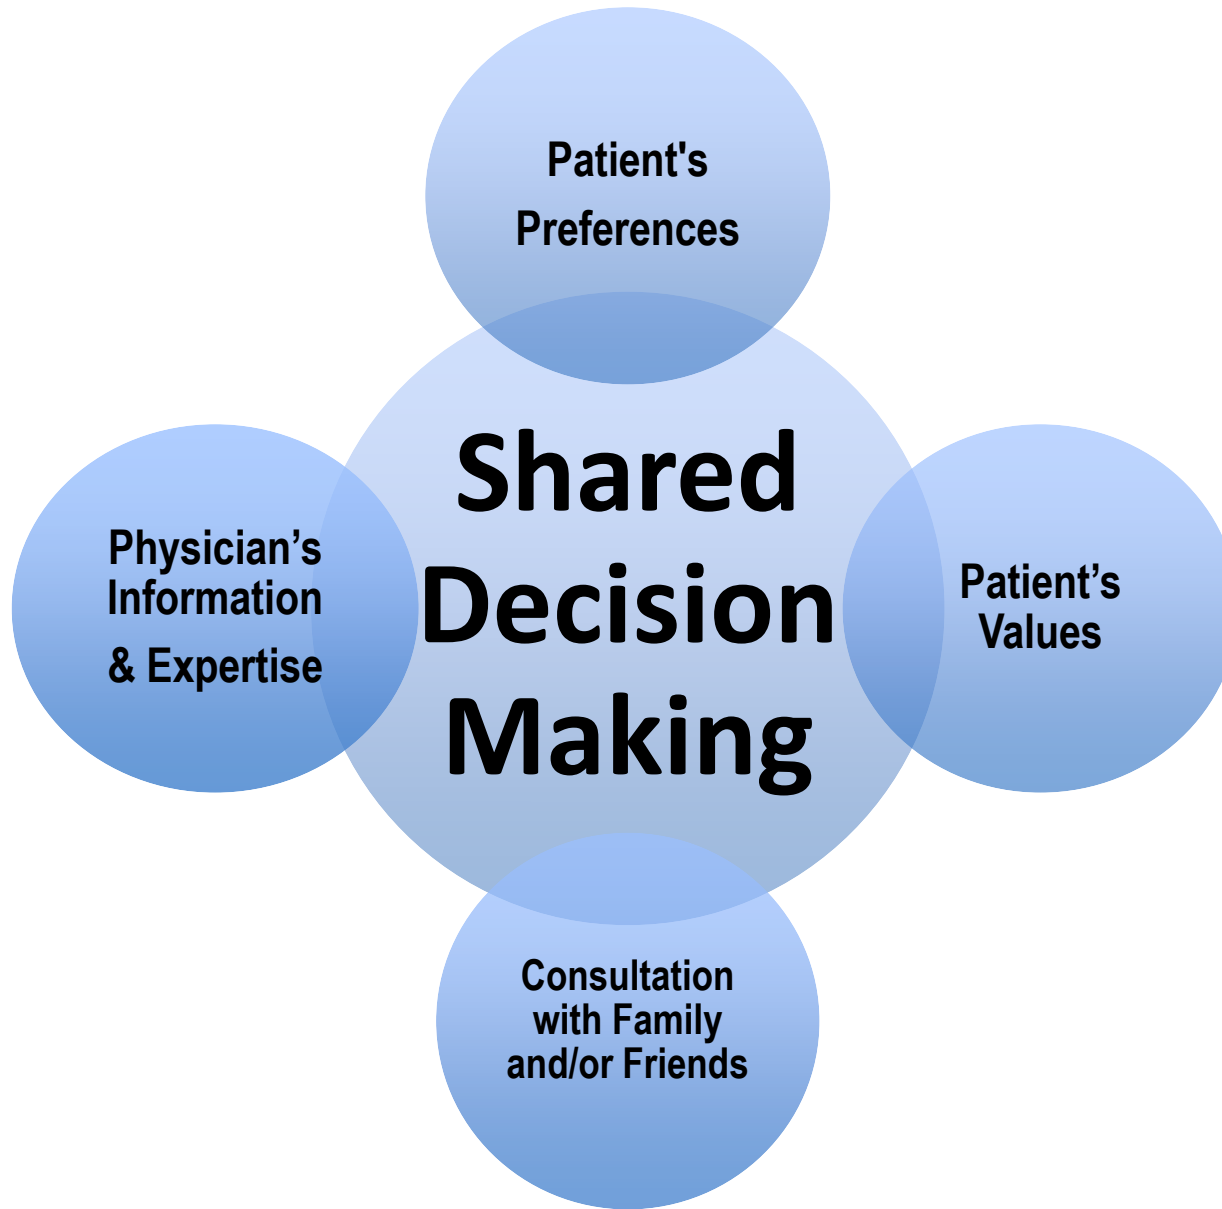 Patient's
Preferences
Shared
Decision
Making
Physician’s
Information
& Expertise
Patient’s
Values
Consultation
with Family
and/or Friends